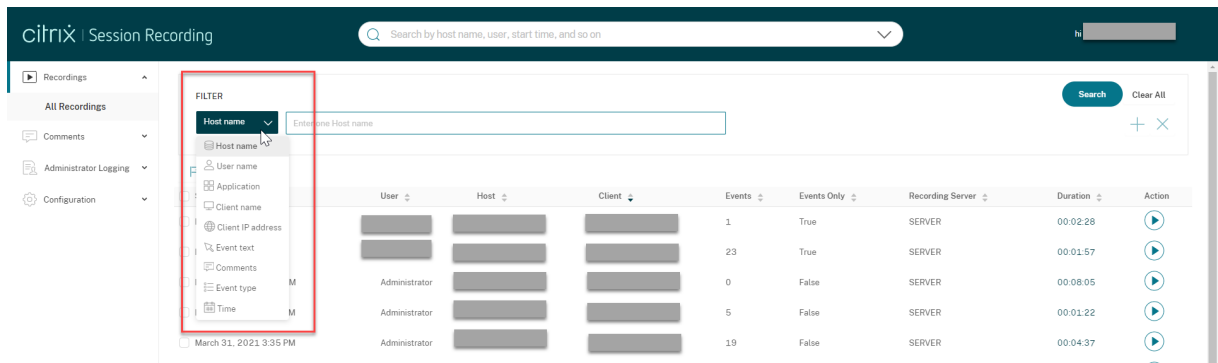 citrix | Session Recording
Search by host name, user, start time, and so on
hi
Recordings
All Recordings
Comments
Administrator Logging
Configuration
FILTER
Search
Clear All
Host name
Enter one Host name
Host name
User name
Application
Client name
Client IP address
Event text
Comments
Event type
Time
User Host Client Events Events Only Recording Server Duration Action
1 True SERVER 00:02:28
23 True SERVER 00:01:57
M Administrator 0 False SERVER 00:08:05
M Administrator 5 False SERVER 00:01:22
March 31, 2021 3:35 PM Administrator 19 False SERVER 00:04:37